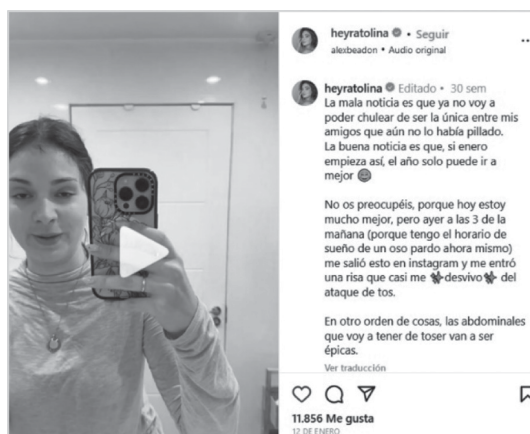 heyratolina • Seguir
alexbeadon • Audio original
heyratolina Editado • 30 sem
La mala noticia es que ya no voy a
poder chulear de ser la única entre mis
amigos que aún no lo había pillado.
La buena noticia es que, si enero
empieza así, el año solo puede ir a
mejor 😅
No os preocupéis, porque hoy estoy
mucho mejor, pero ayer a las 3 de la
mañana (porque tengo el horario de
sueño de un oso pardo ahora mismo)
me salió esto en instagram y me entró
una risa que casi me ✨desvivo✨ del
ataque de tos.
En otro orden de cosas, las abdominales
que voy a tener de toser van a ser
épicas.
Ver traducción
11.856 Me gusta
12 DE ENERO